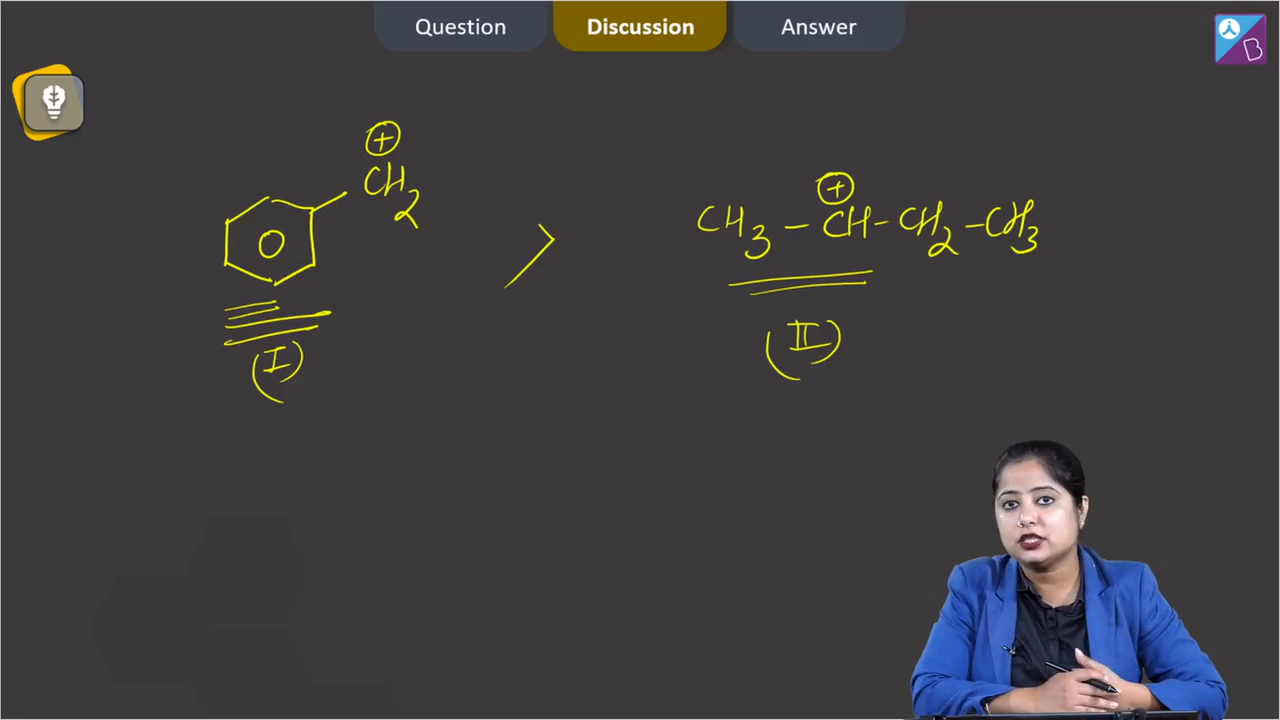 Question Discussion Answer
B
⊕
CH₂
>
⊕
CH₃ – CH – CH₂ – CH₃
(I)
(II)